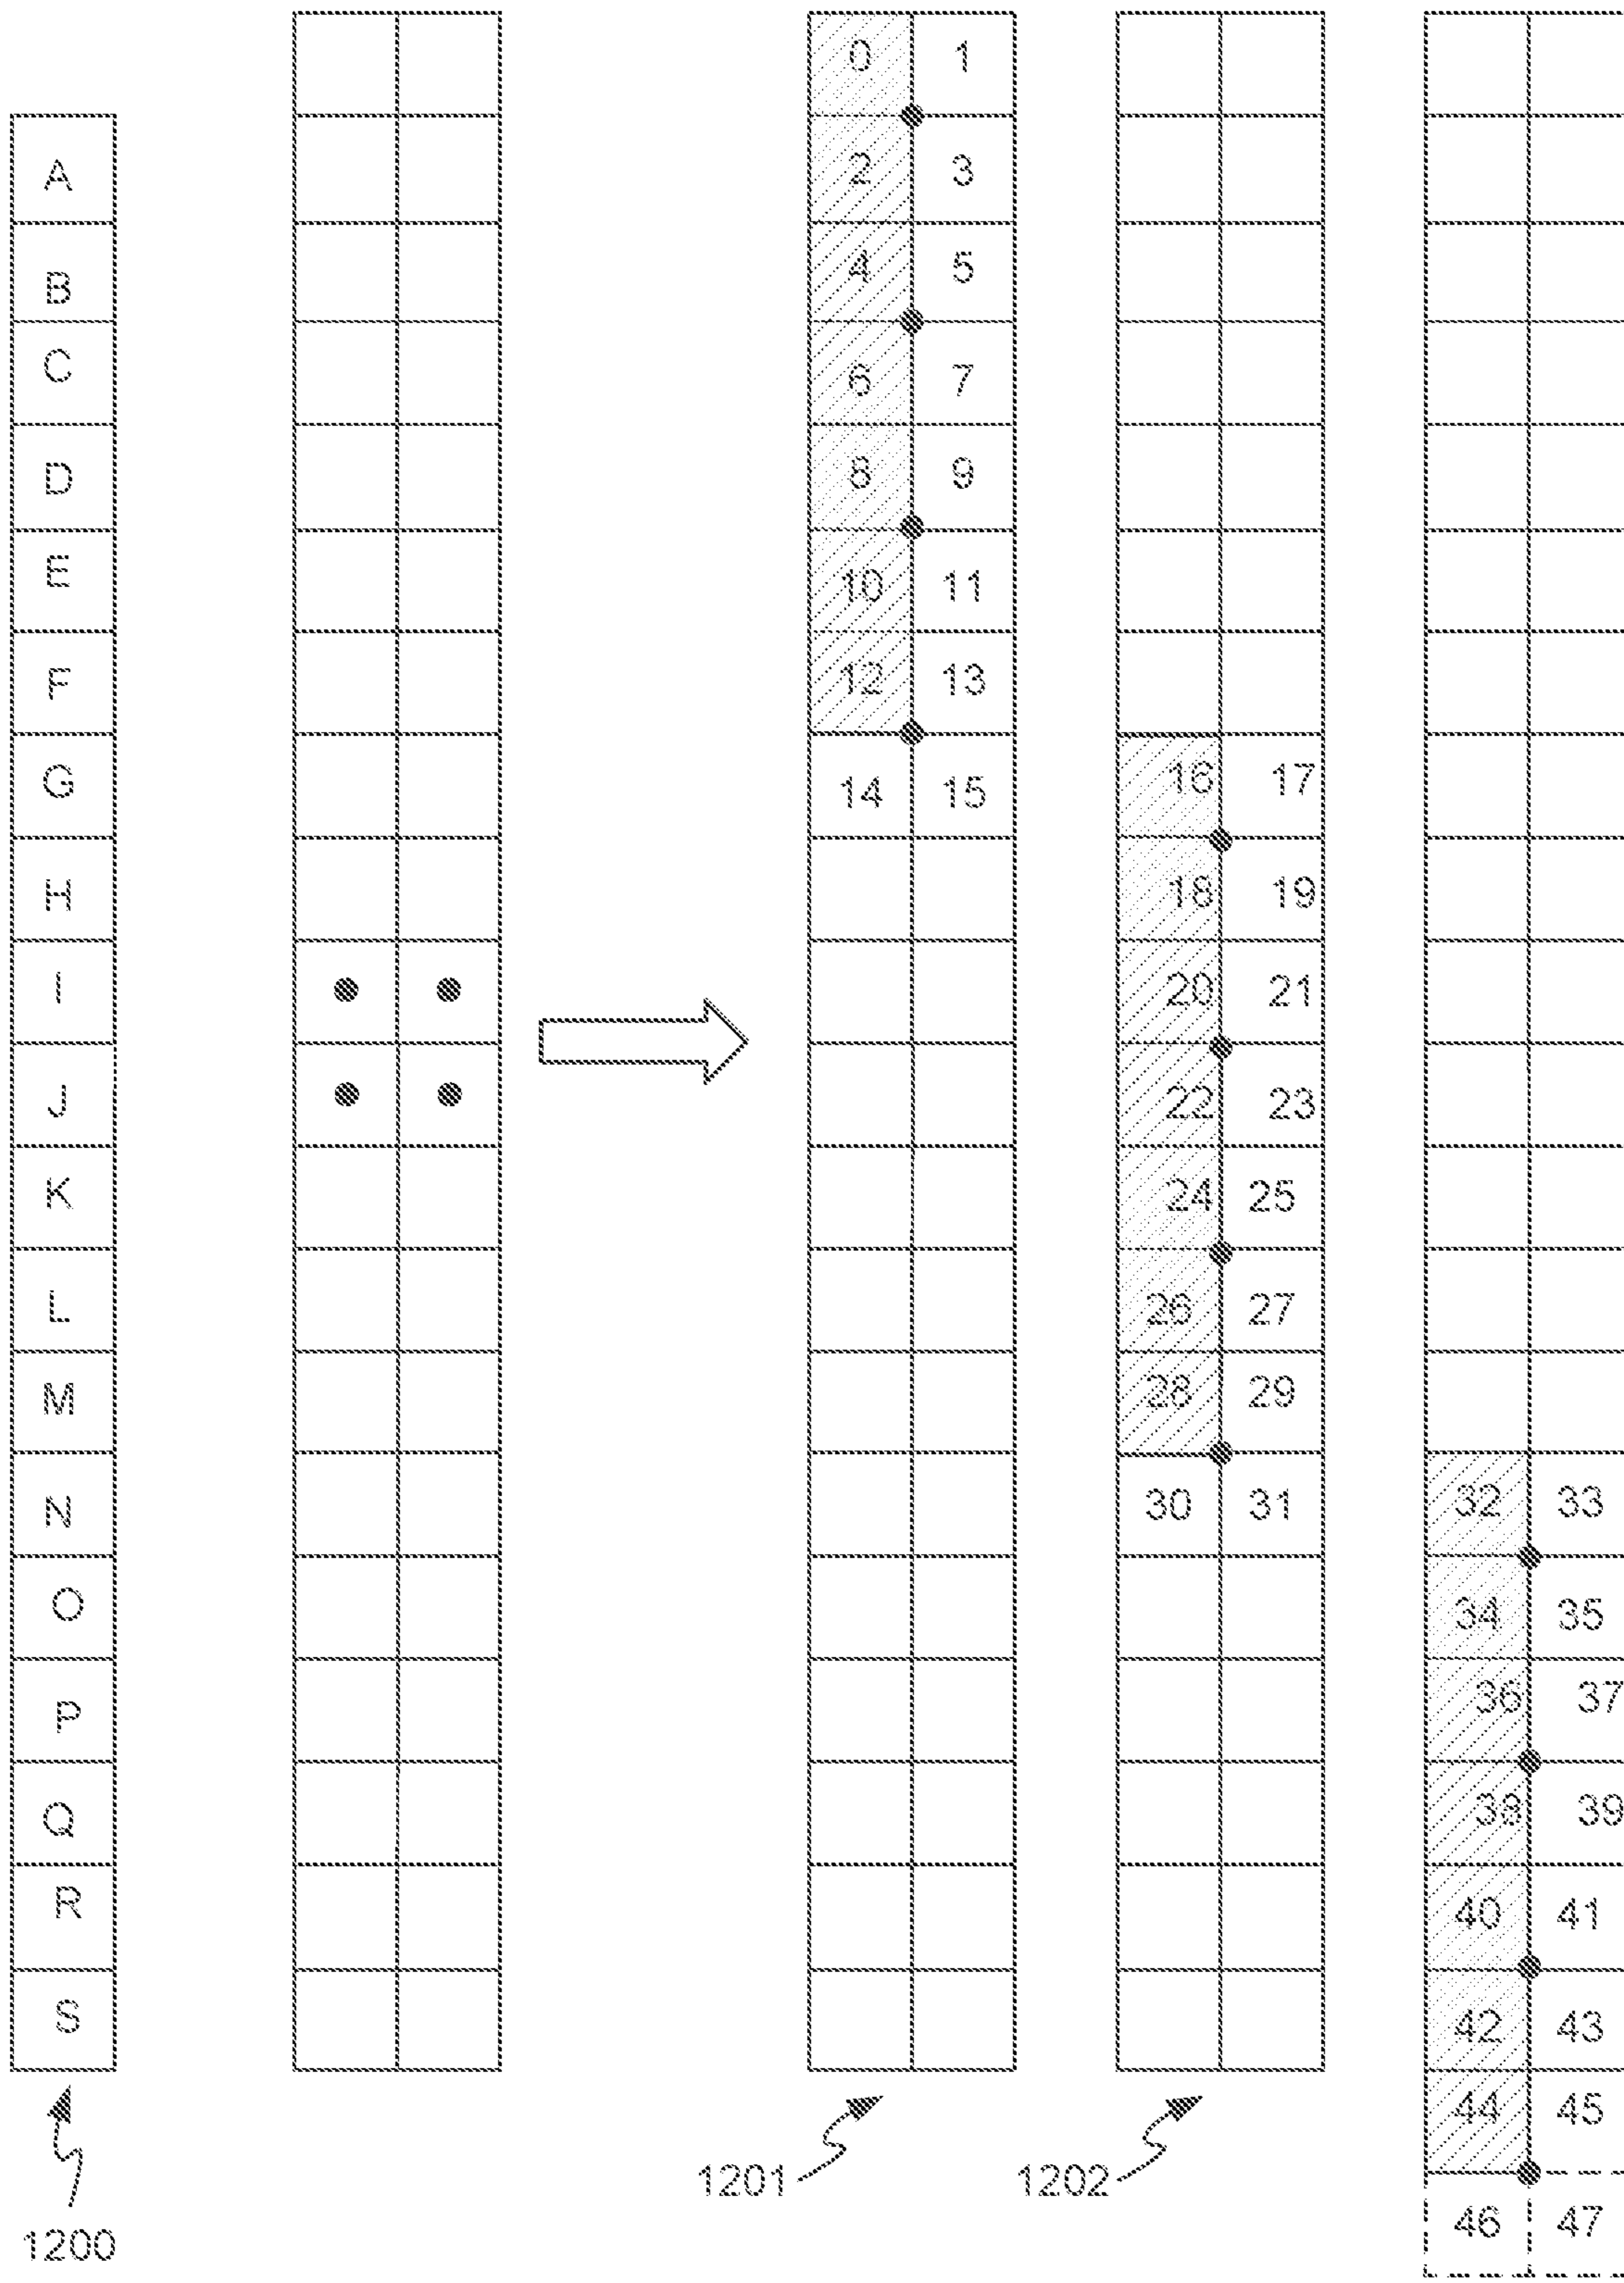 0 1
A 2 3
B 4 5
C 6 7
D 8 9
E 10 11
F 12 13
G 14 15 16 17
H 18 19
I 20 21
J 22 23
K 24 25
L 26 27
M 28 29
N 30 31 32 33
O 34 35
P 36 37
Q 38 39
R 40 41
S 42 43
44 45
1201 1202
1200 46 47